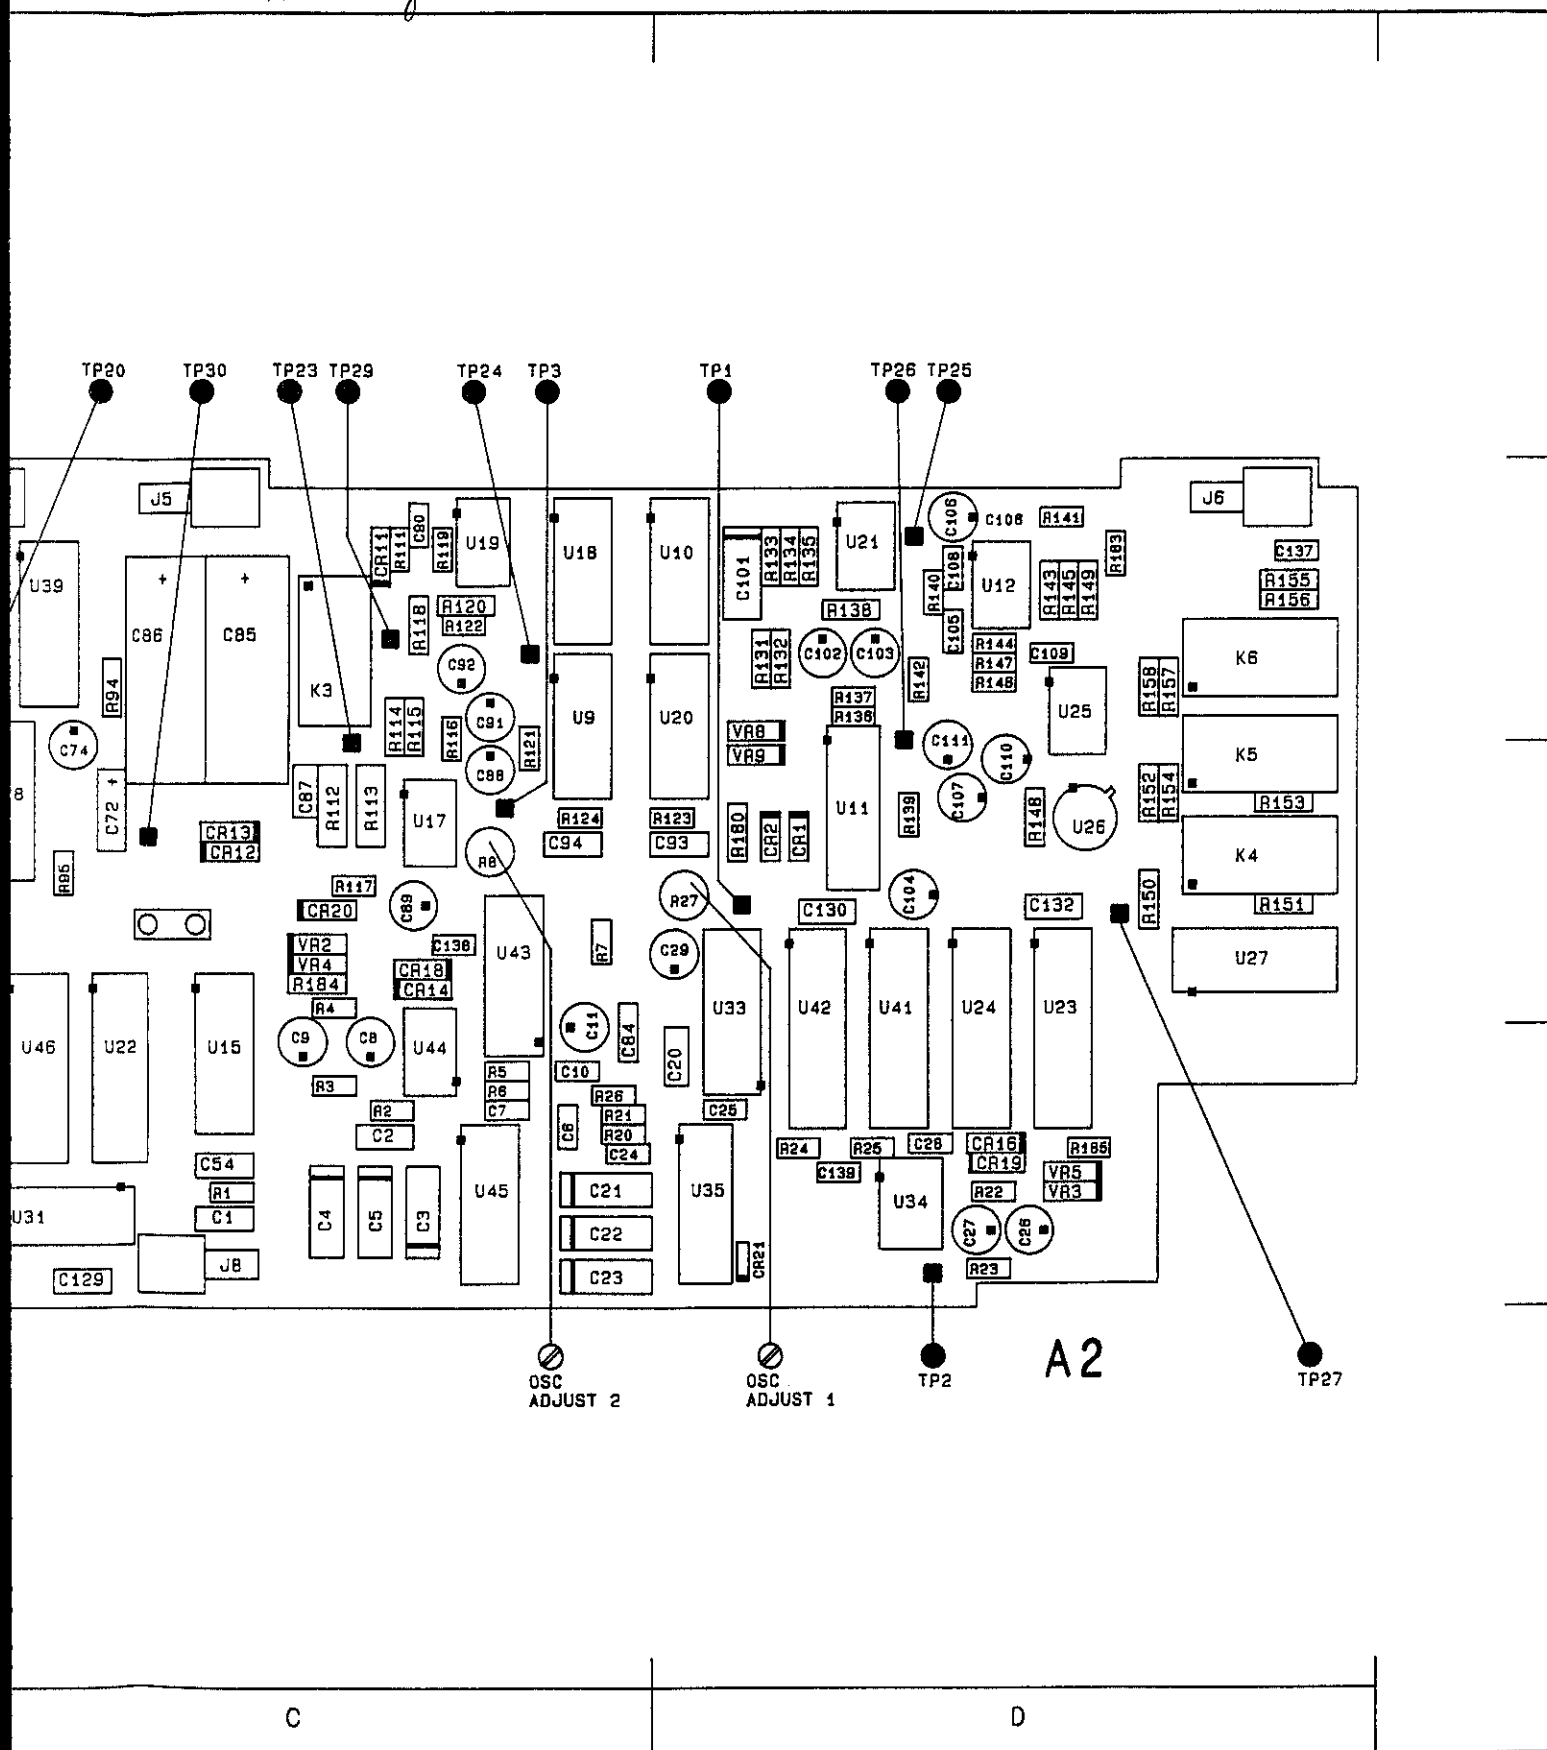 TP20 TP30 TP23 TP29 TP24 TP3 TP1 TP26 TP25
J5 J6
U39 CR11 R111 C80 R119 U19 U18 U10 C101 R133 R134 R135 U21 C106 C106 R141 R183 C137
+ + R140 C108 U12 R143 R145 R149 R155
R156
C86 C85 K3 R118 R120 R122 R138 C105
C92 R131 R132 C102 C103 R142 R144 R147 R146 C109 K6
R94 R114 R115 R116 C91 R121 U9 U20 R137 R136 U25 R158 R157
C74 C88 VR8 C111 C110 K5
VR9
8 C72 + C87 R112 R113 U17 U11 R139 C107 R148 U26 R152 R154 R153
CR13 R124 R123 R180 CR2 CR1
CR12 R8 C94 C93 K4
R95 R117 C89 R27 C104 R150 R151
CR20 C130 C132
VR2 C136 U43 R7 C29 U27
VR4 CR18
R184 CR14
R4 U33 U42 U41 U24 U23
U46 U22 U15 C9 C8 U44 C11 C84 C20
R3 R5 C10
R6 R26
R2 C7 R21 C25
C2 C6 R20
C24 R24 R25 C28 CR16 R185
C54 C139 CR19 VR5
R1 U45 C21 U35 U34 R22 VR3
U31 C1 C4 C5 C3 C22 C27 C26
J8 CR21 R23
C129 C23
A2
OSC
ADJUST 2
OSC
ADJUST 1
TP2 TP27
C D